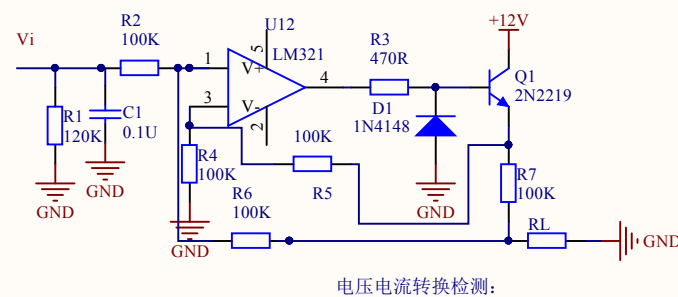 Vi
R2
100K
U12
LM321
+12V
1
5
V+
3
V-
2
4
R3
470R
Q1
2N2219
R1
120K
C1
0.1U
D1
1N4148
GND
GND
R4
100K
100K
R5
R6
100K
GND
GND
R7
100K
RL
GND
电压电流转换检测：